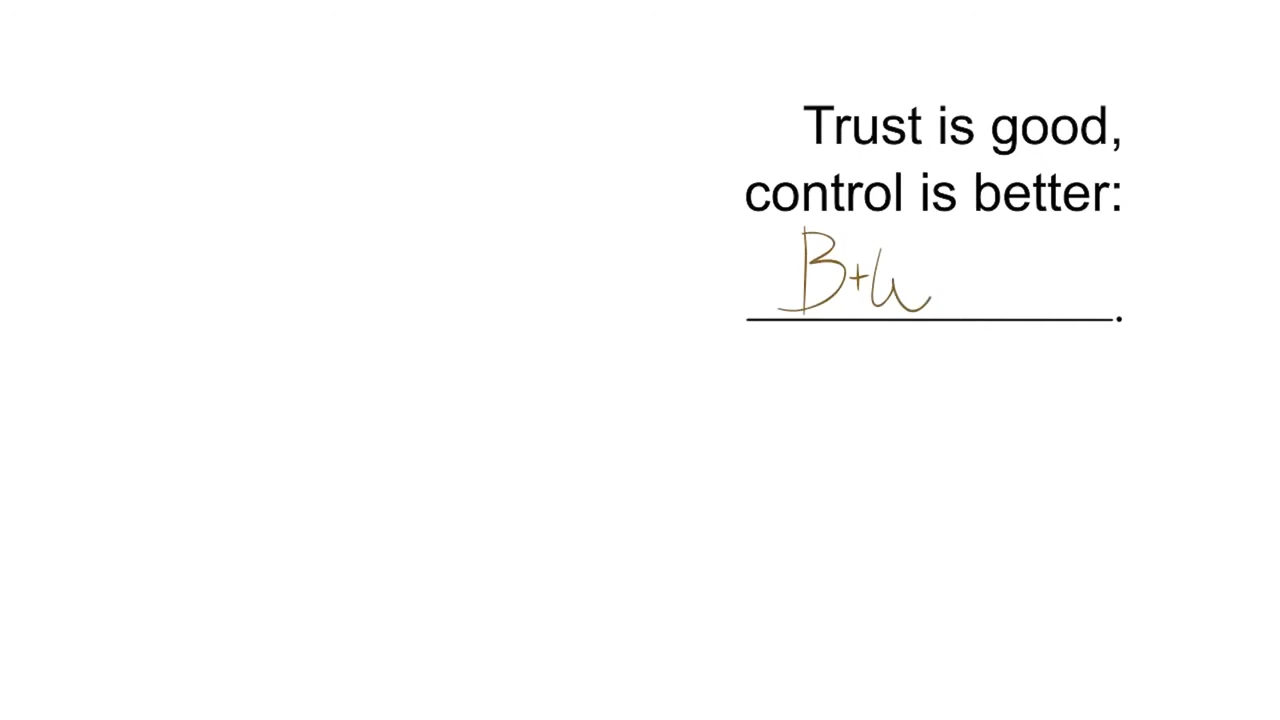 Trust is good,
control is better:
B+
.